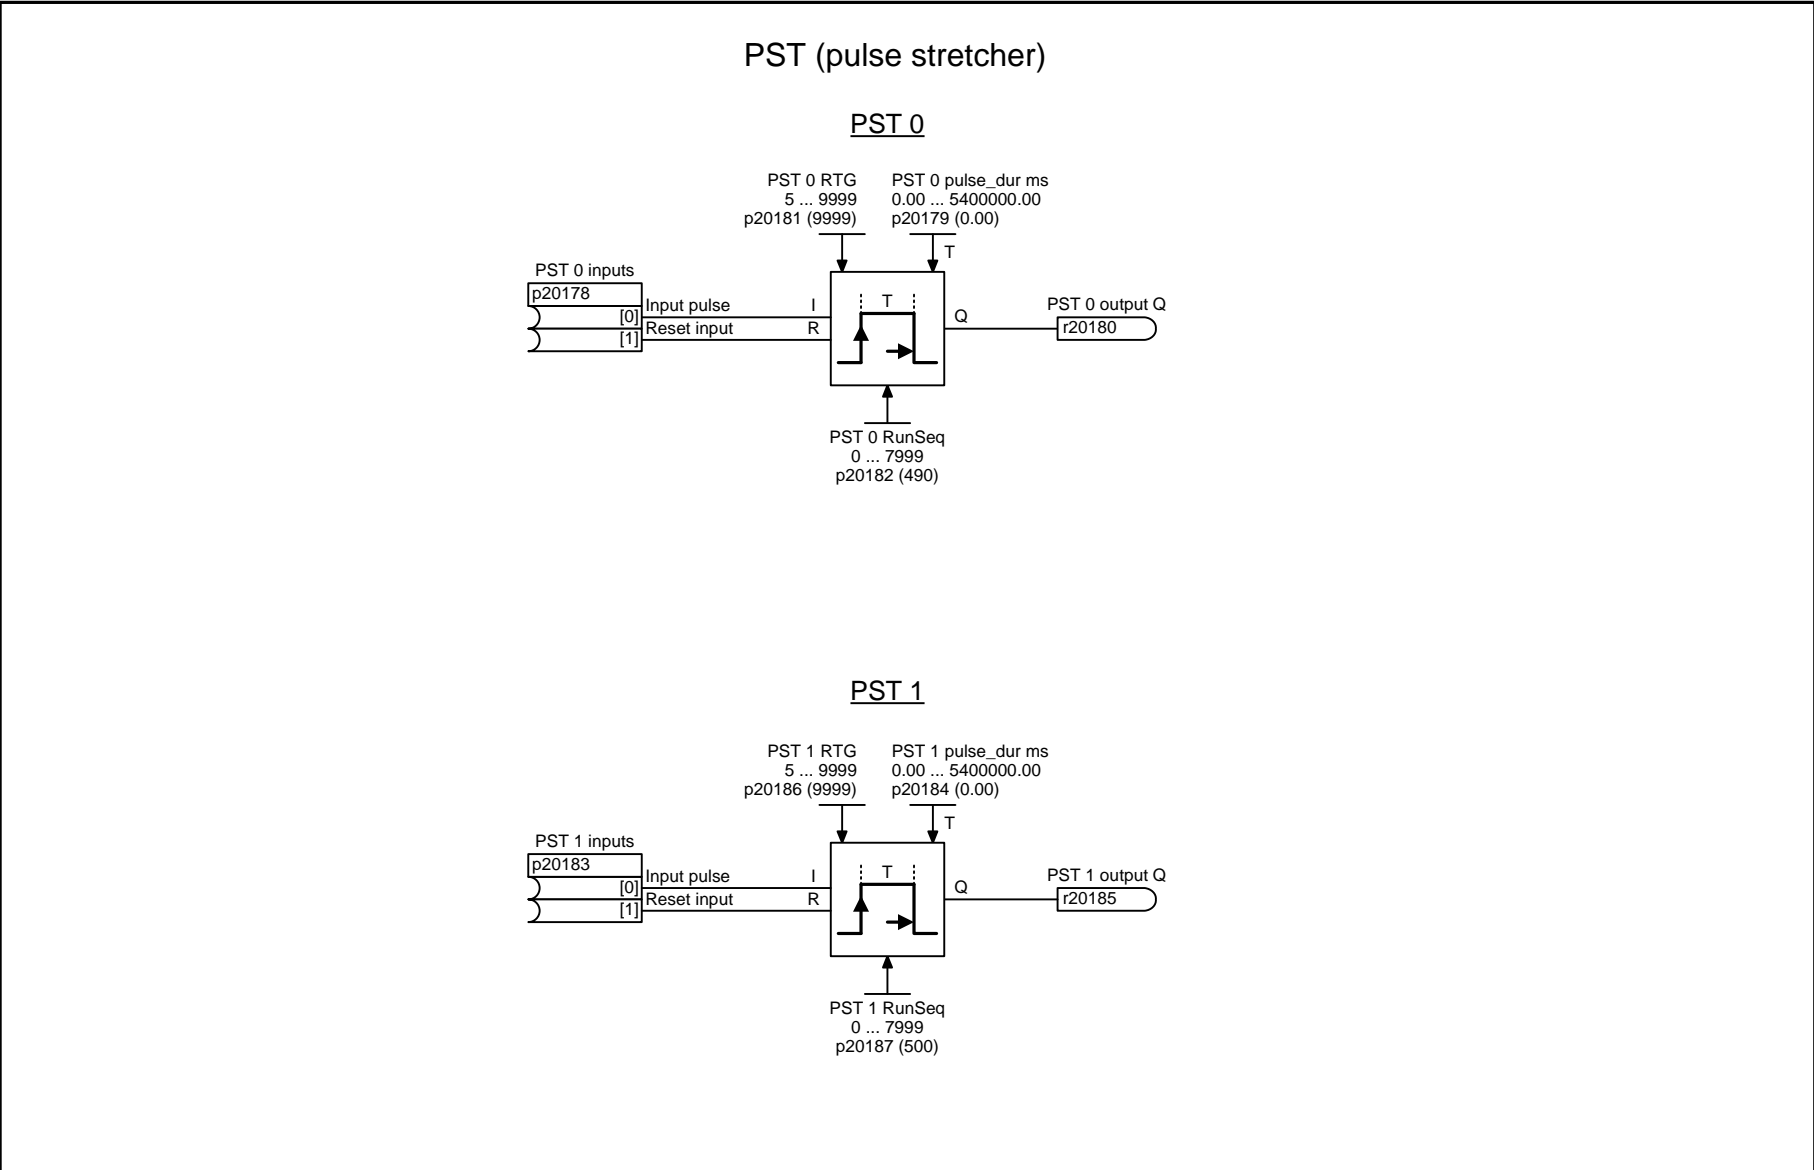 PST (pulse stretcher)
PST 0
PST 0 RTG
5 ... 9999
p20181 (9999)
PST 0 pulse_dur ms
0.00 ... 5400000.00
p20179 (0.00)
T
PST 0 inputs
p20178
[0]
[1]
Input pulse
Reset input
I
R
T
Q
PST 0 output Q
r20180
PST 0 RunSeq
0 ... 7999
p20182 (490)
PST 1
PST 1 RTG
5 ... 9999
p20186 (9999)
PST 1 pulse_dur ms
0.00 ... 5400000.00
p20184 (0.00)
T
PST 1 inputs
p20183
[0]
[1]
Input pulse
Reset input
I
R
T
Q
PST 1 output Q
r20185
PST 1 RunSeq
0 ... 7999
p20187 (500)